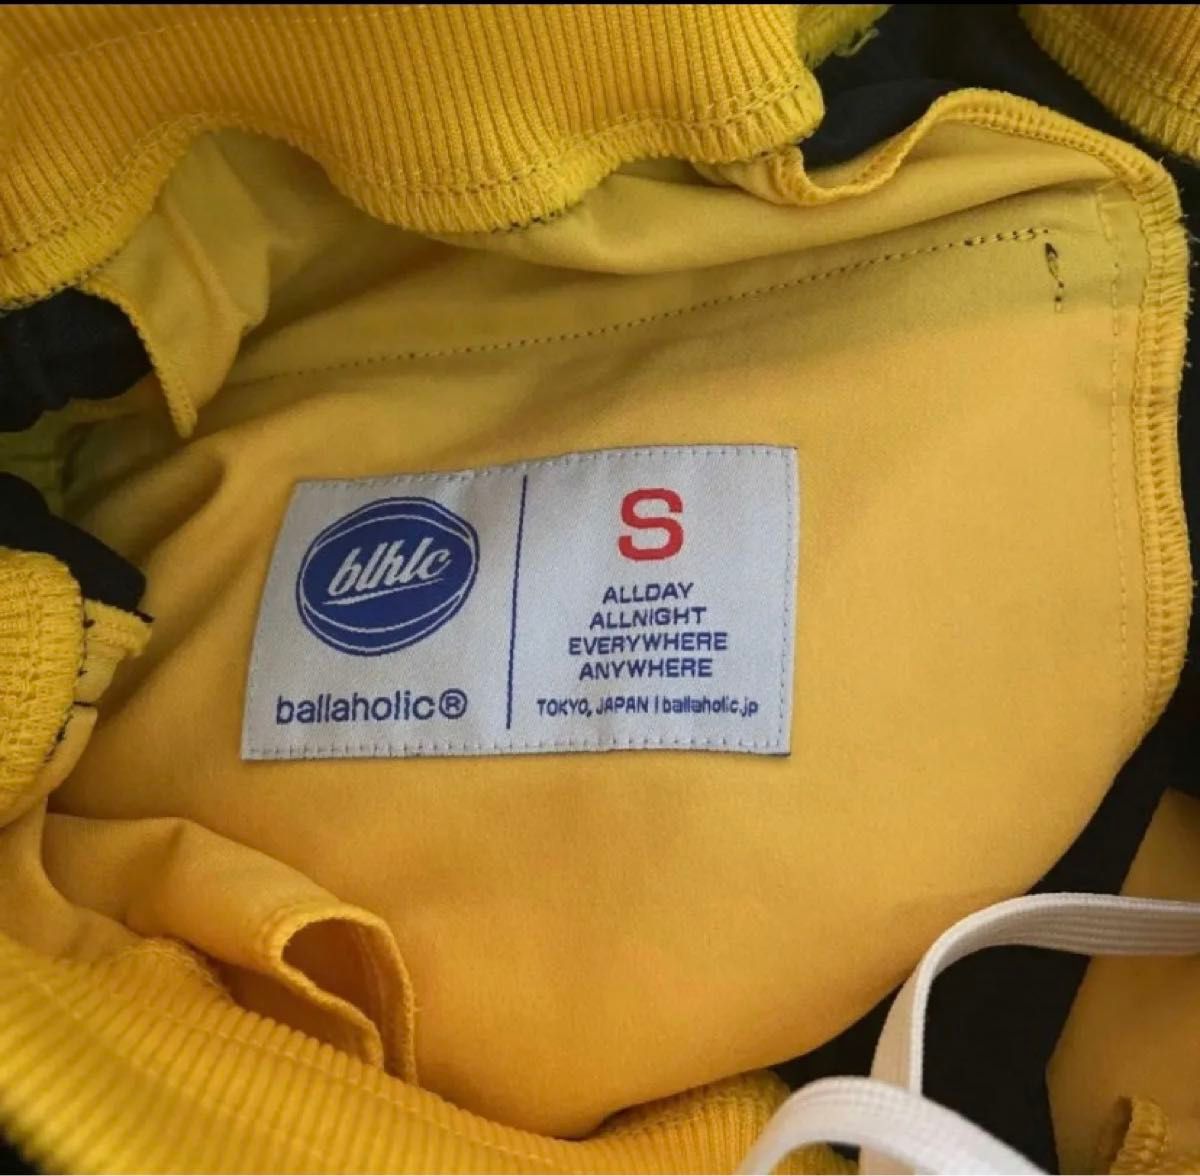 blhlc
ballaholic®
S
ALLDAY
ALLNIGHT
EVERYWHERE
ANYWHERE
TOKYO, JAPAN | ballaholic.jp